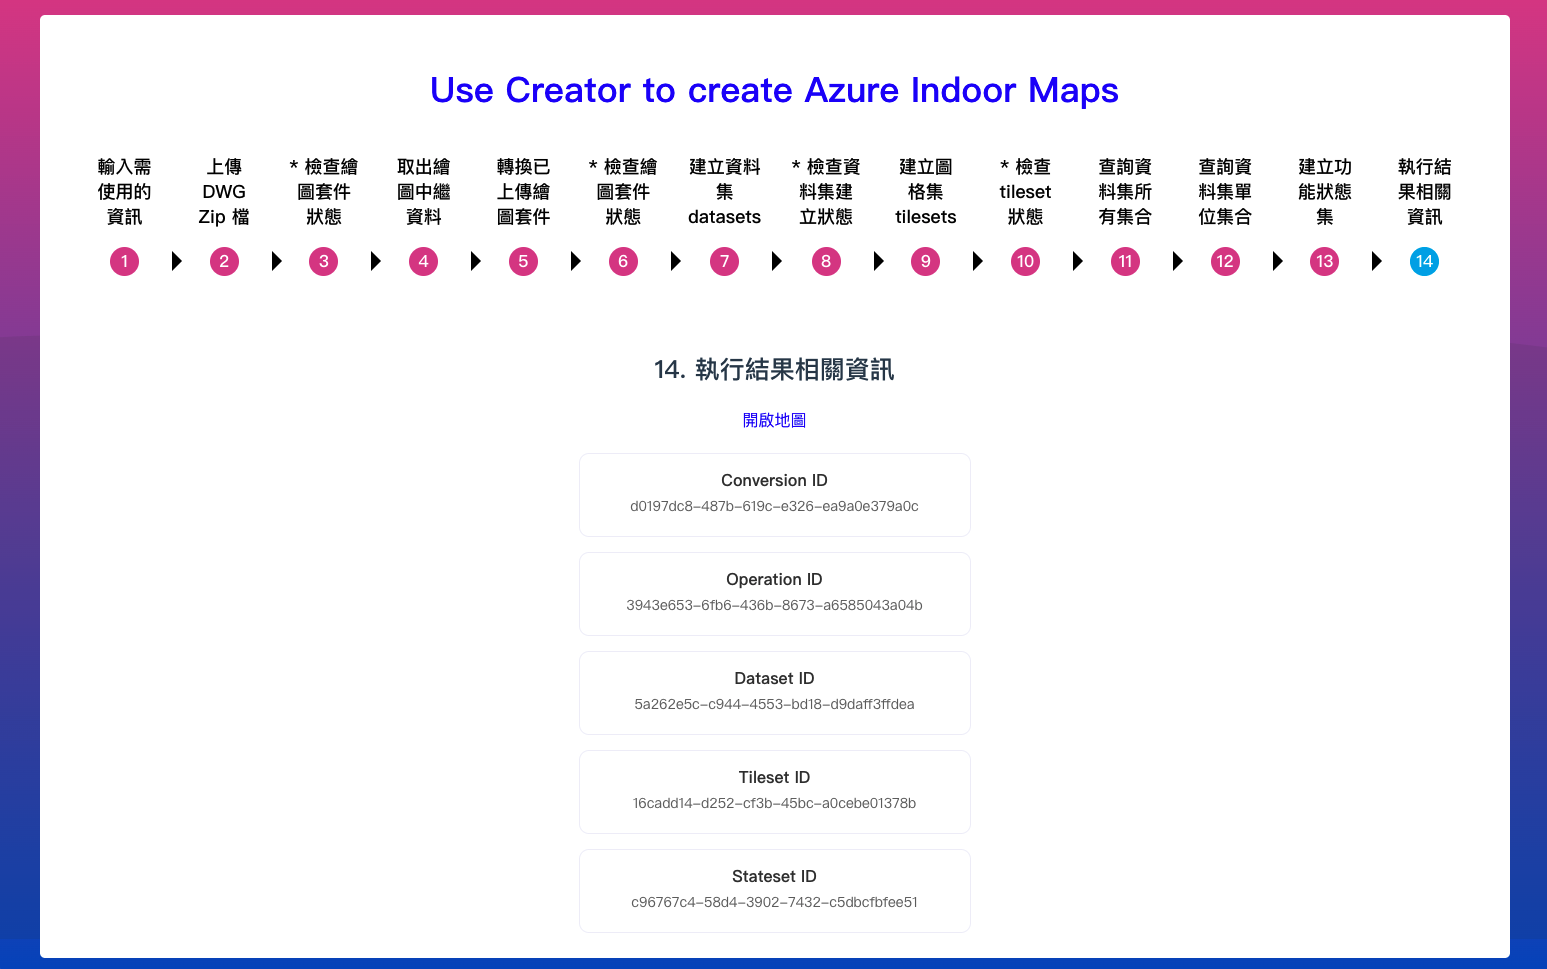 Use Creator to create Azure Indoor Maps
輸入需
使用的
資訊
1
上傳
DWG
Zip 檔
2
* 檢查繪
圖套件
狀態
3
取出繪
圖中繼
資料
4
轉換已
上傳繪
圖套件
5
* 檢查繪
圖套件
狀態
6
建立資料
集
datasets
7
* 檢查資
料集建
立狀態
8
建立圖
格集
tilesets
9
* 檢查
tileset
狀態
10
查詢資
料集所
有集合
11
查詢資
料集單
位集合
12
建立功
能狀態
集
13
執行結
果相關
資訊
14
14. 執行結果相關資訊
開啟地圖
Conversion ID
d0197dc8-487b-619c-e326-ea9a0e379a0c
Operation ID
3943e653-6fb6-436b-8673-a6585043a04b
Dataset ID
5a262e5c-c944-4553-bd18-d9daff3ffdea
Tileset ID
16cadd14-d252-cf3b-45bc-a0cebe01378b
Stateset ID
c96767c4-58d4-3902-7432-c5dbcfbfee51